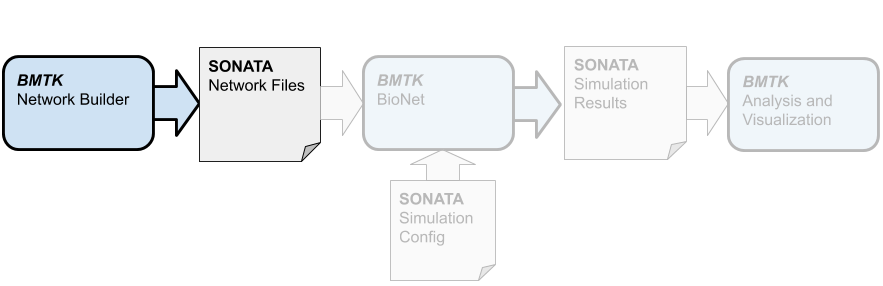 BMTK
Network Builder
SONATA
Network Files
BMTK
BioNet
SONATA
Simulation
Results
BMTK
Analysis and
Visualization
SONATA
Simulation
Config